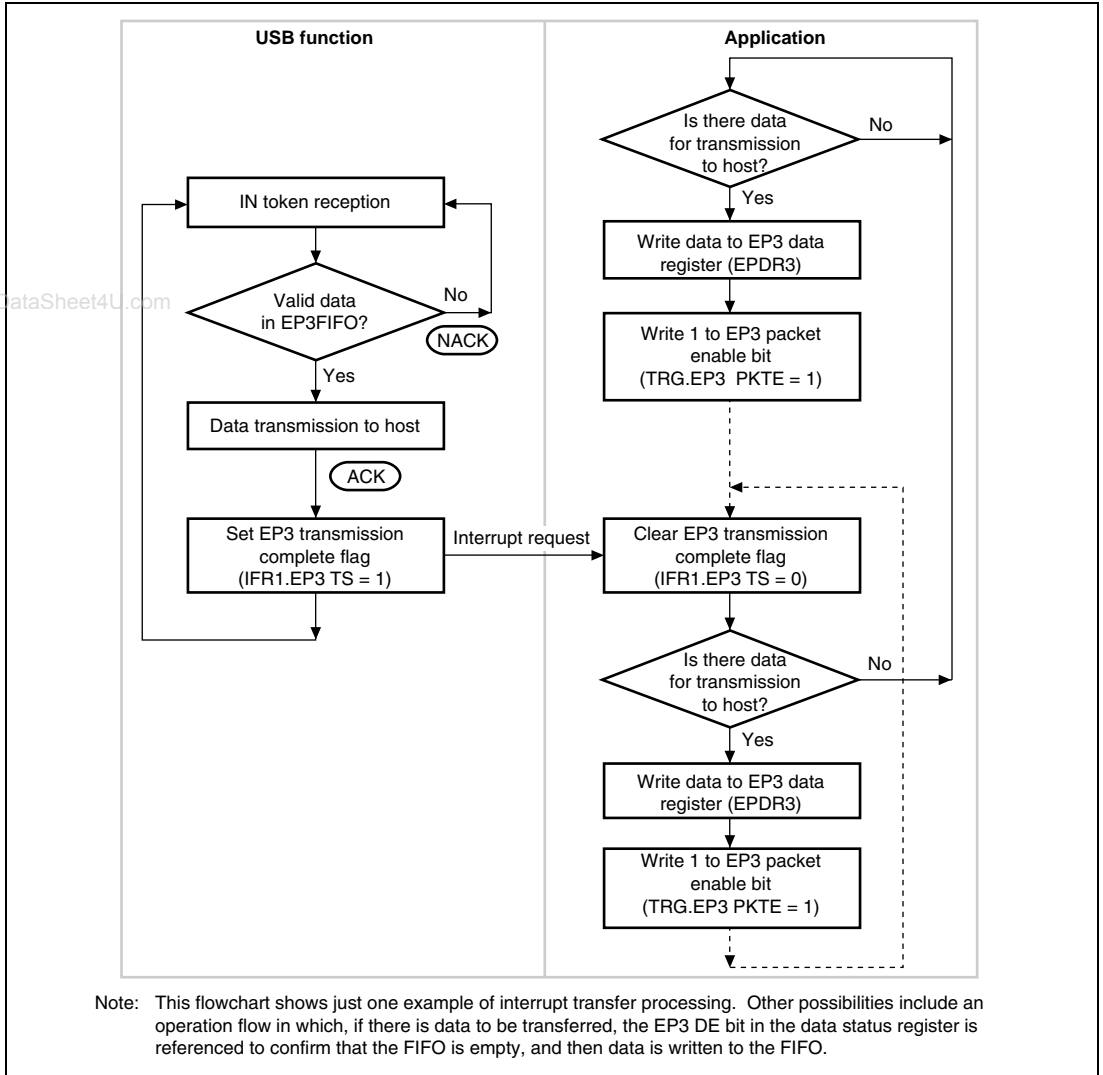 USB function
Application
Is there data
for transmission
to host?
No
Yes
IN token reception
Write data to EP3 data
register (EPDR3)
DataSheet4U.com
Valid data
in EP3FIFO?
No
NACK
Yes
Write 1 to EP3 packet
enable bit
(TRG.EP3 PKTE = 1)
Data transmission to host
ACK
Set EP3 transmission
complete flag
(IFR1.EP3 TS = 1)
Interrupt request
Clear EP3 transmission
complete flag
(IFR1.EP3 TS = 0)
Is there data
for transmission
to host?
No
Yes
Write data to EP3 data
register (EPDR3)
Write 1 to EP3 packet
enable bit
(TRG.EP3 PKTE = 1)
Note: This flowchart shows just one example of interrupt transfer processing. Other possibilities include an
operation flow in which, if there is data to be transferred, the EP3 DE bit in the data status register is
referenced to confirm that the FIFO is empty, and then data is written to the FIFO.